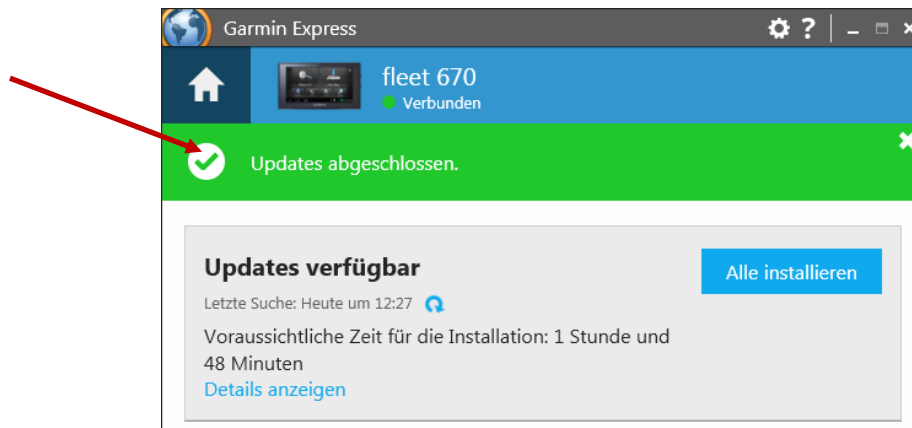 Garmin Express
?
fleet 670
Verbunden
Updates abgeschlossen.
Updates verfügbar
Alle installieren
Letzte Suche: Heute um 12:27
Voraussichtliche Zeit für die Installation: 1 Stunde und
48 Minuten
Details anzeigen